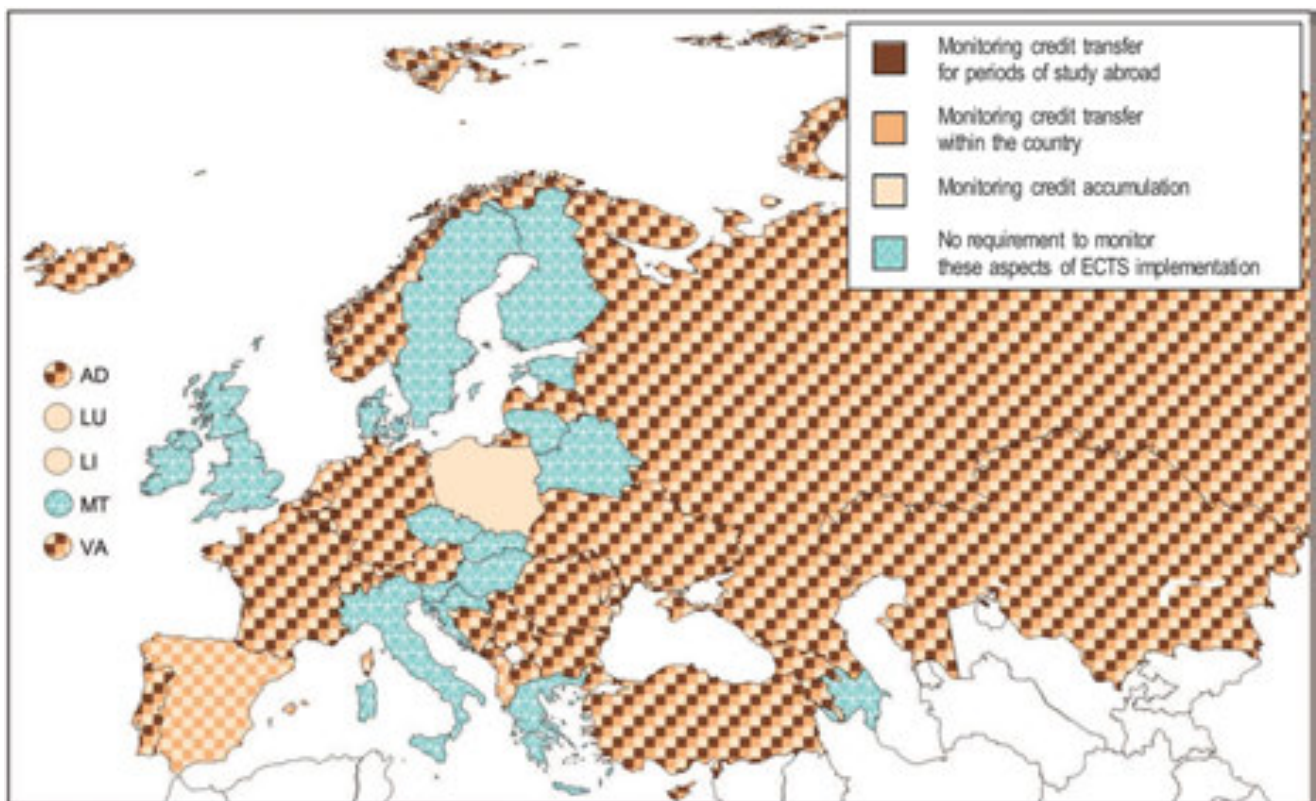 Monitoring credit transfer
for periods of study abroad
Monitoring credit transfer
within the country
Monitoring credit accumulation
No requirement to monitor
these aspects of ECTS implementation
AD
LU
LI
MT
VA